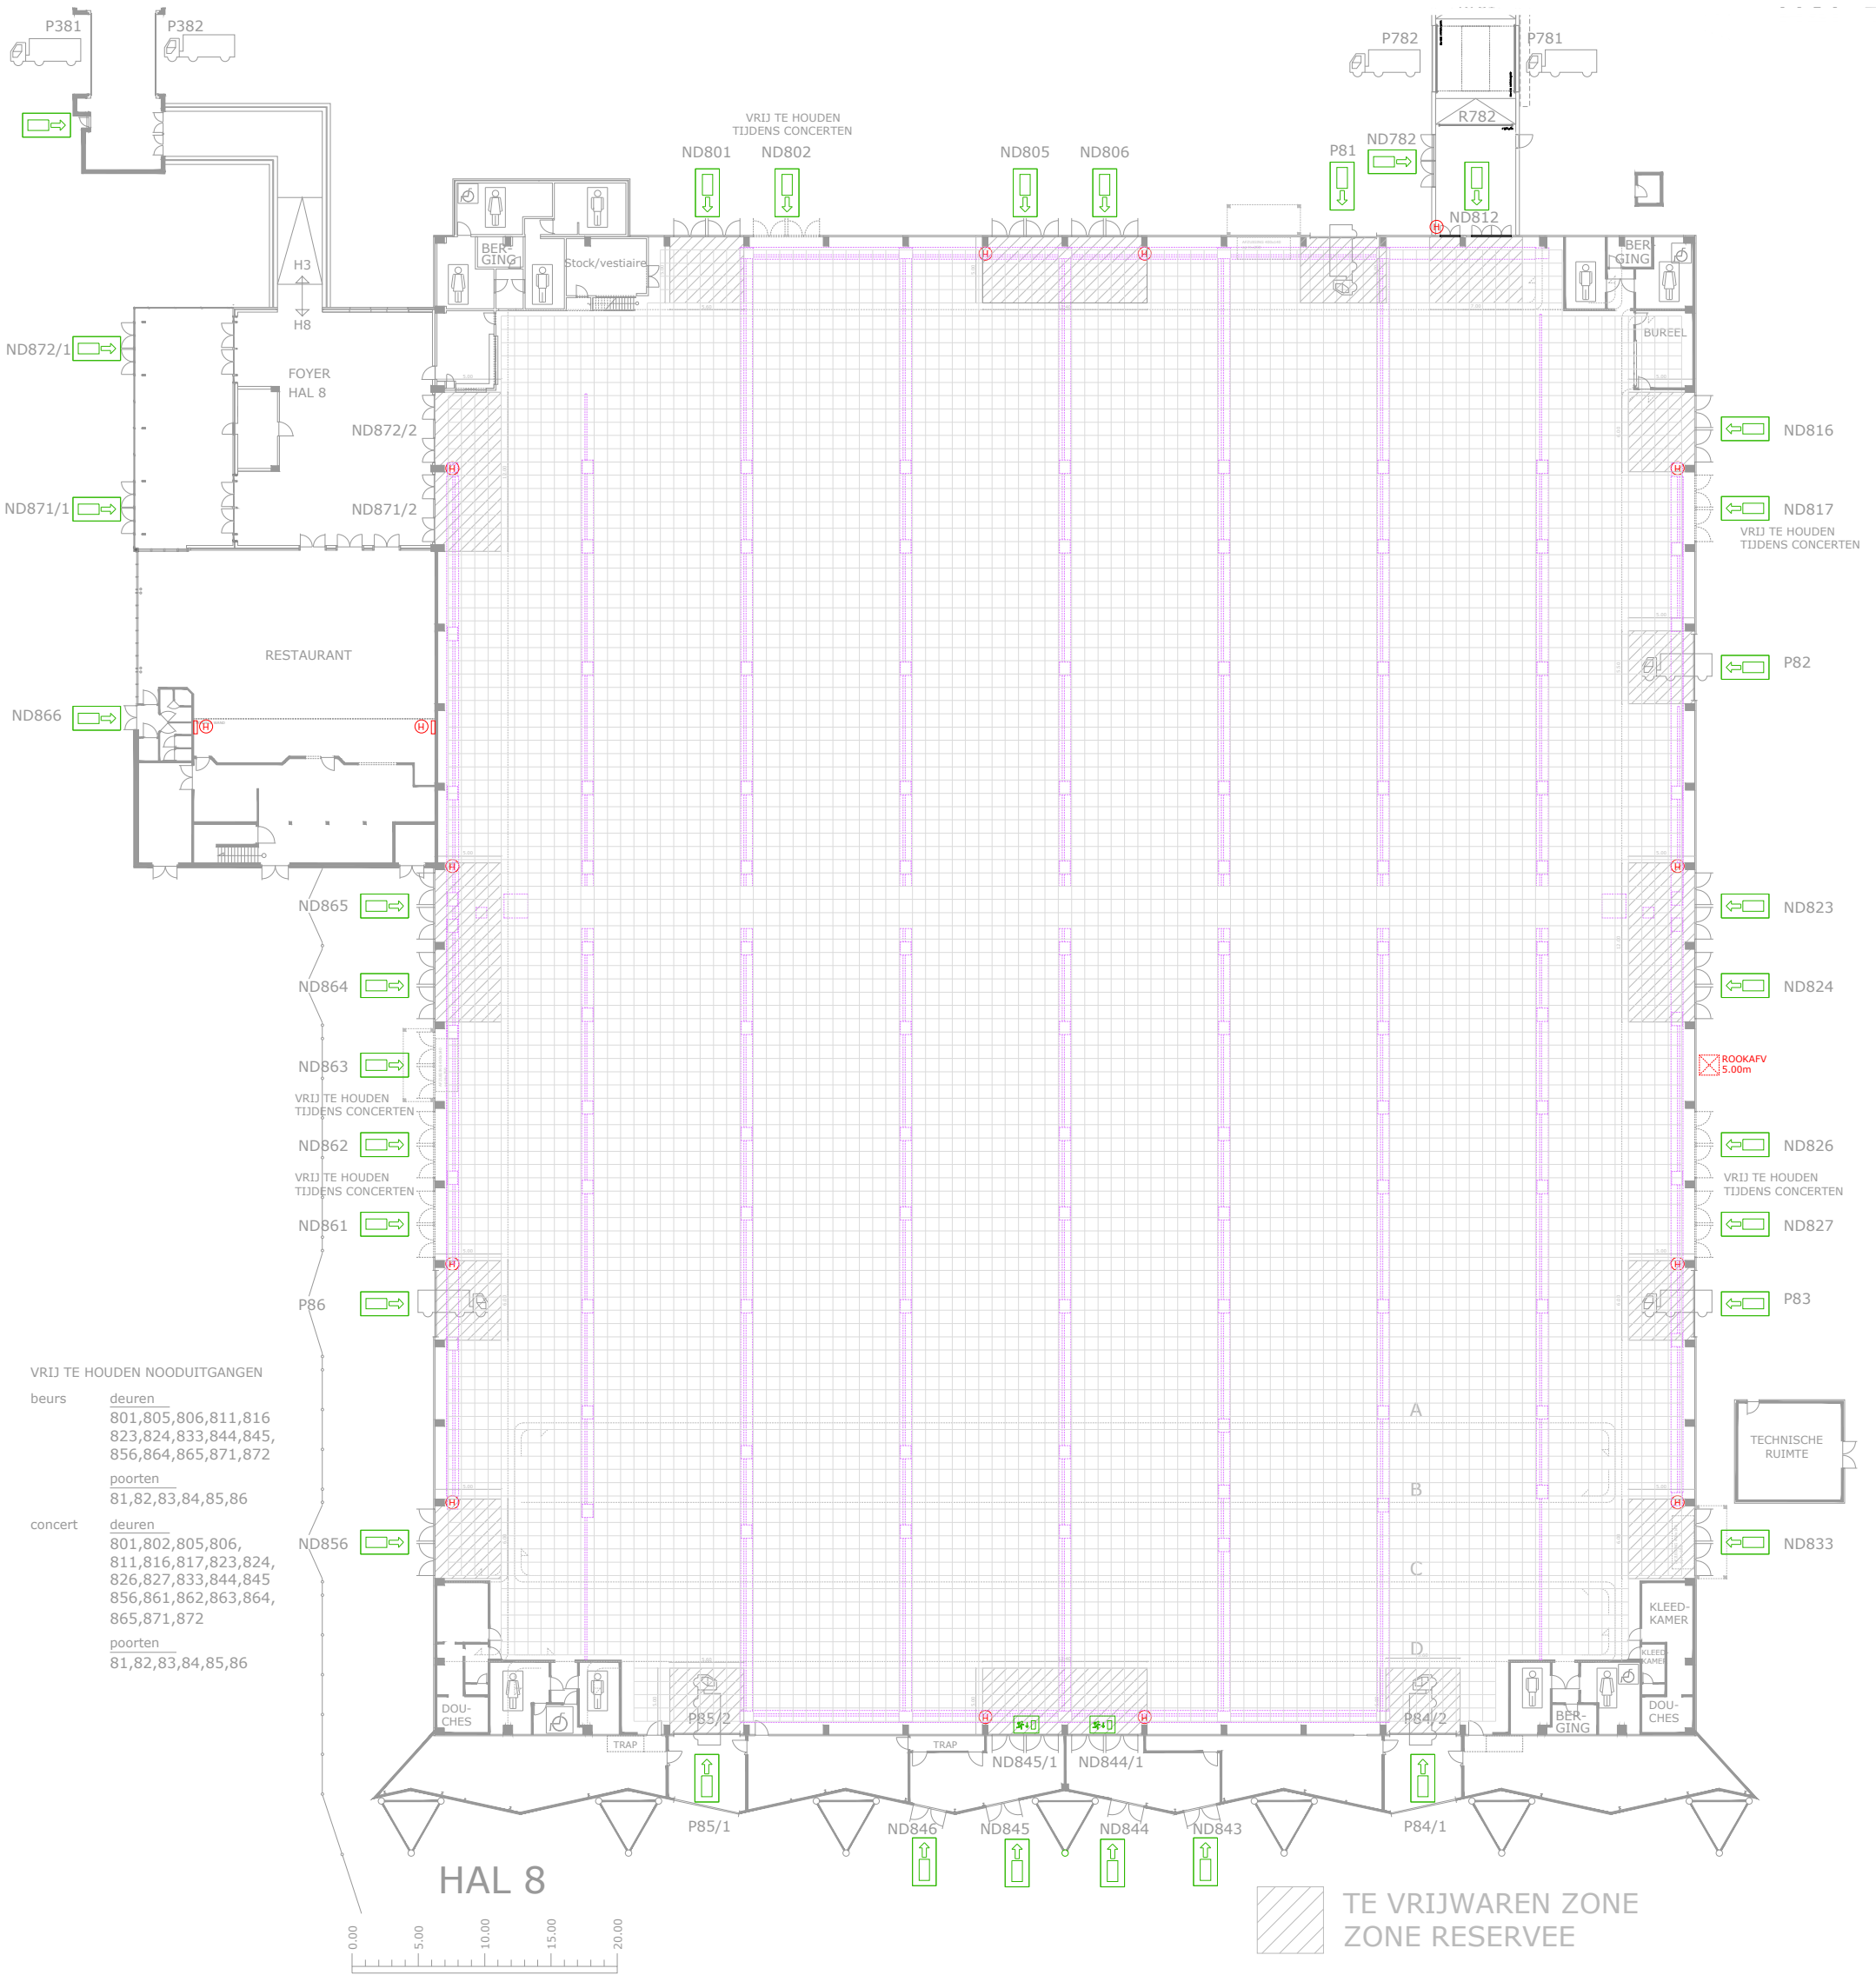 P381
P382
P782
P781
R782
VRIJ TE HOUDEN
TIJDENS CONCERTEN
ND801
ND802
ND805
ND806
P81
ND782
ND812
BER-
GING
Stock/vestiaire
BER-
GING
H3
H8
BUREEL
ND872/1
FOYER
HAL 8
ND872/2
ND816
ND871/1
ND871/2
ND817
VRIJ TE HOUDEN
TIJDENS CONCERTEN
RESTAURANT
P82
ND866
ND865
ND823
ND864
ND824
ND863
ROOKAFV
5.00m
VRIJ TE HOUDEN
TIJDENS CONCERTEN
ND862
ND826
VRIJ TE HOUDEN
TIJDENS CONCERTEN
VRIJ TE HOUDEN
TIJDENS CONCERTEN
ND861
ND827
P86
P83
VRIJ TE HOUDEN NOODUITGANGEN
beurs
deuren
801,805,806,811,816
823,824,833,844,845,
856,864,865,871,872
poorten
81,82,83,84,85,86
concert
deuren
801,802,805,806,
811,816,817,823,824,
826,827,833,844,845
856,861,862,863,864,
865,871,872
poorten
81,82,83,84,85,86
A
B
C
D
TECHNISCHE
RUIMTE
ND856
ND833
KLEED-
KAMER
KLEED-
KAMER
DOU-
CHES
DOU-
CHES
BER-
GING
P85/2
P84/2
TRAP
TRAP
ND845/1
ND844/1
P85/1
ND846
ND845
ND844
ND843
P84/1
HAL 8
0.00
5.00
10.00
15.00
20.00
TE VRIJWAREN ZONE
ZONE RESERVEE